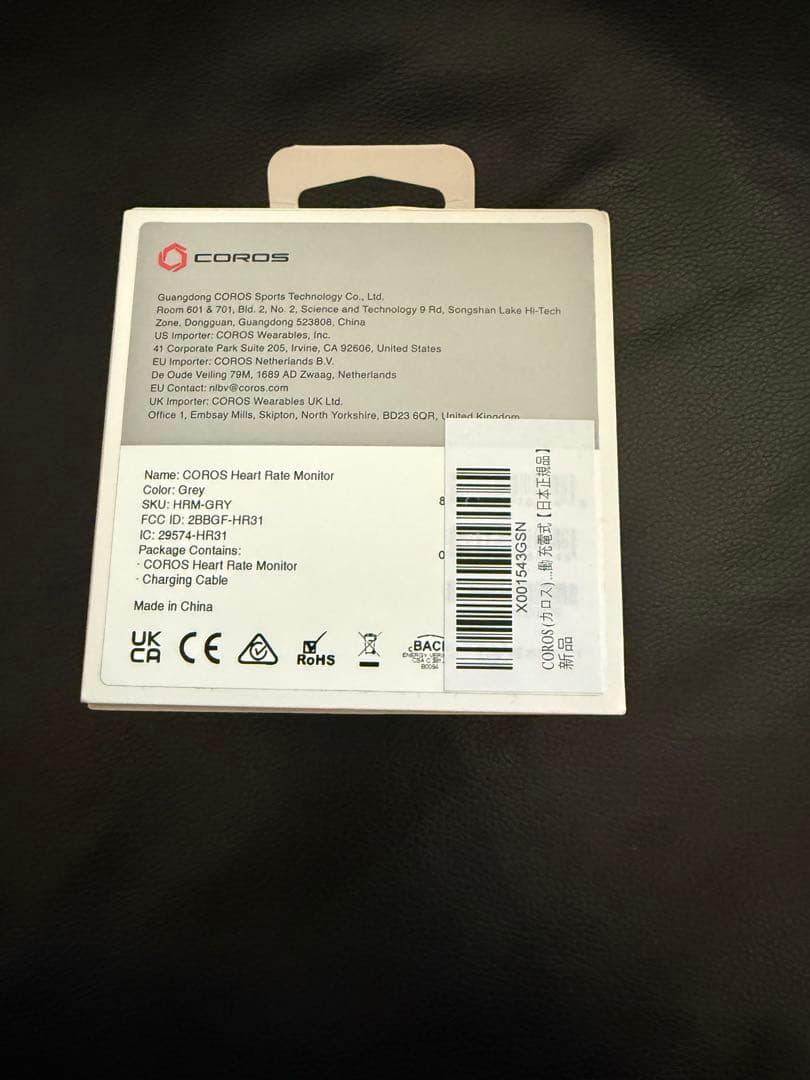 COROS
Guangdong COROS Sports Technology Co., Ltd.
Room 601 & 701, Bld. 2, No. 2, Science and Technology 9 Rd, Songshan Lake Hi-Tech
Zone, Dongguan, Guangdong 523808, China
US Importer: COROS Wearables, Inc.
41 Corporate Park Suite 205, Irvine, CA 92606, United States
EU Importer: COROS Netherlands B.V.
De Oude Veiling 79M, 1689 AD Zwaag, Netherlands
EU Contact: nlbv@coros.com
UK Importer: COROS Wearables UK Ltd.
Office 1, Embsay Mills, Skipton, North Yorkshire, BD23 6QR, United Kingdom
Name: COROS Heart Rate Monitor
Color: Grey
SKU: HRM-GRY
FCC ID: 2BBGF-HR31
IC: 29574-HR31
Package Contains:
· COROS Heart Rate Monitor
· Charging Cable
Made in China
UK
CA
CE
RoHS
8
0
X001543GSN
COROS (カロス) ...働 充電式【日本正規品】
新品